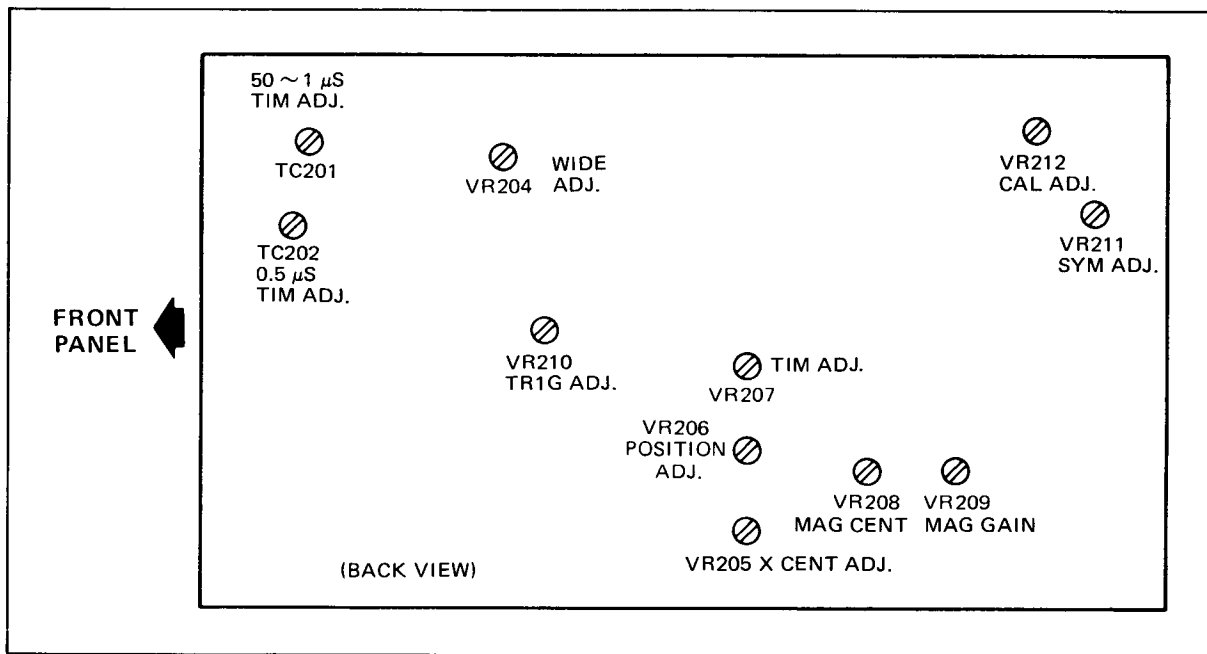 50 ~ 1 μS
TIM ADJ.
TC201
VR204
WIDE
ADJ.
VR212
CAL ADJ.
TC202
0.5 μS
TIM ADJ.
VR211
SYM ADJ.
FRONT
PANEL
VR210
TR1G ADJ.
TIM ADJ.
VR207
VR206
POSITION
ADJ.
VR208
MAG CENT
VR209
MAG GAIN
VR205 X CENT ADJ.
(BACK VIEW)